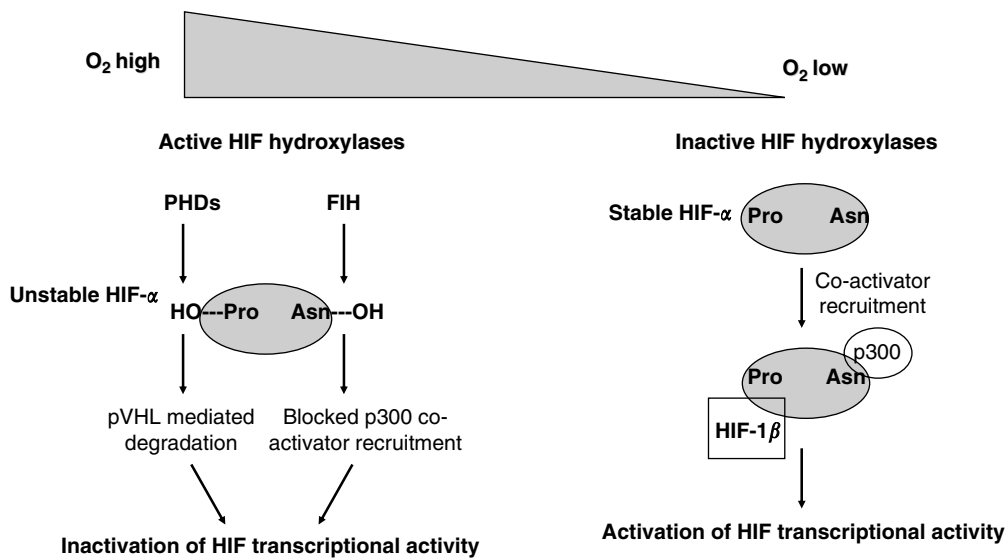 O₂ high
O₂ low
Active HIF hydroxylases
Inactive HIF hydroxylases
PHDs
FIH
Unstable HIF-α
HO---Pro
Asn---OH
pVHL mediated
degradation
Blocked p300 co-
activator recruitment
Inactivation of HIF transcriptional activity
Stable HIF-α
Pro
Asn
Co-activator
recruitment
p300
Pro
Asn
HIF-1β
Activation of HIF transcriptional activity